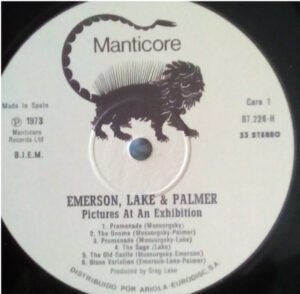 Manticore
Made in Spain
℗ 1973
Manticore
Records Ltd
B.I.E.M.
Cara 1
87.226-H
33 STEREO
EMERSON, LAKE & PALMER
Pictures At An Exhibition
1. Promenade (Mussorgsky)
2. The Gnome (Mussorgsky-Palmer)
3. Promenade (Mussorgsky-Lake)
4. The Sage (Lake)
5. The Old Castle (Mussorgsky-Emerson)
6. Blues Variation (Emerson-Lake-Palmer)
Produced by Greg Lake
DISTRIBUIDO POR ARIOLA-EURODISC, S.A.